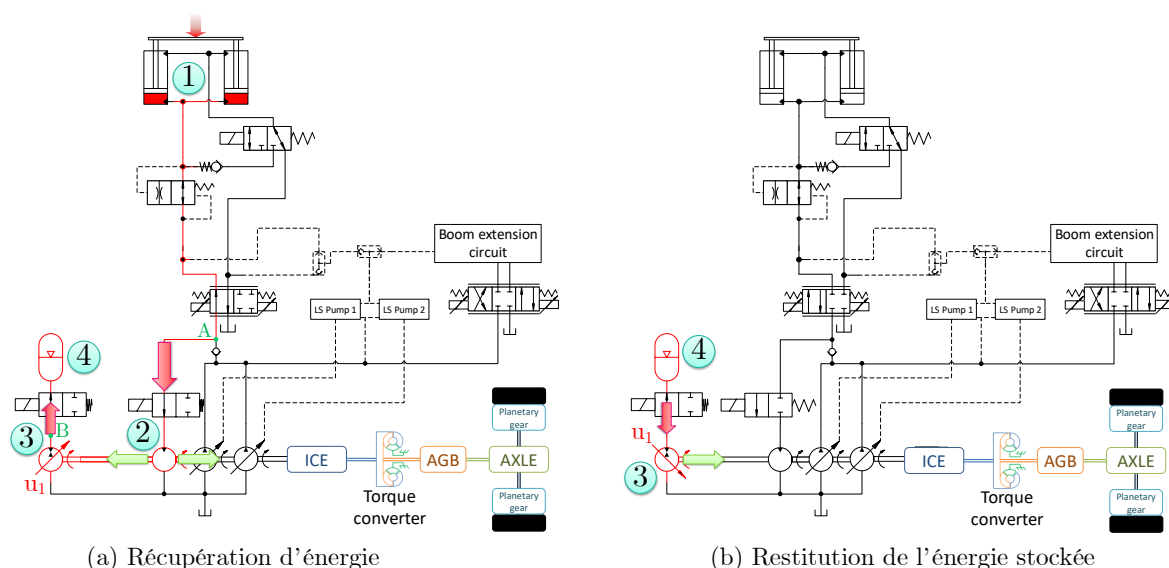 1
Boom extension
circuit
LS Pump 1
LS Pump 2
A
4
3
B
2
u1
ICE
AGB
AXLE
Planetary
gear
Planetary
gear
Torque
converter
(a) Récupération d'énergie
Boom extension
circuit
LS Pump 1
LS Pump 2
4
u1
3
ICE
AGB
AXLE
Planetary
gear
Planetary
gear
Torque
converter
(b) Restitution de l'énergie stockée